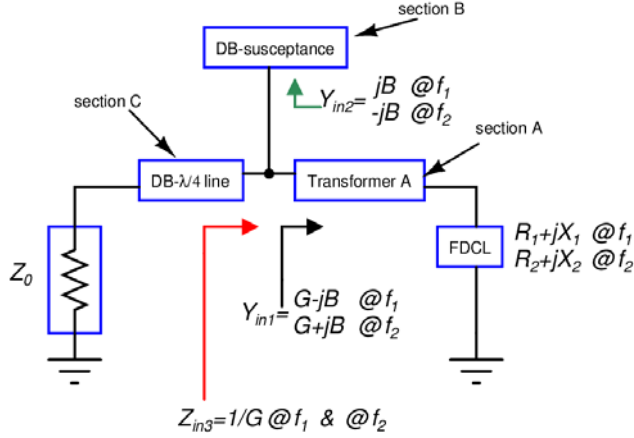 section B
DB-susceptance
Y_in2= jB @f_1
-jB @f_2
section C
section A
DB-λ/4 line
Transformer A
Z_0
FDCL
R_1+jX_1 @f_1
R_2+jX_2 @f_2
Y_in1= G-jB @f_1
G+jB @f_2
Z_in3=1/G @f_1 & @f_2